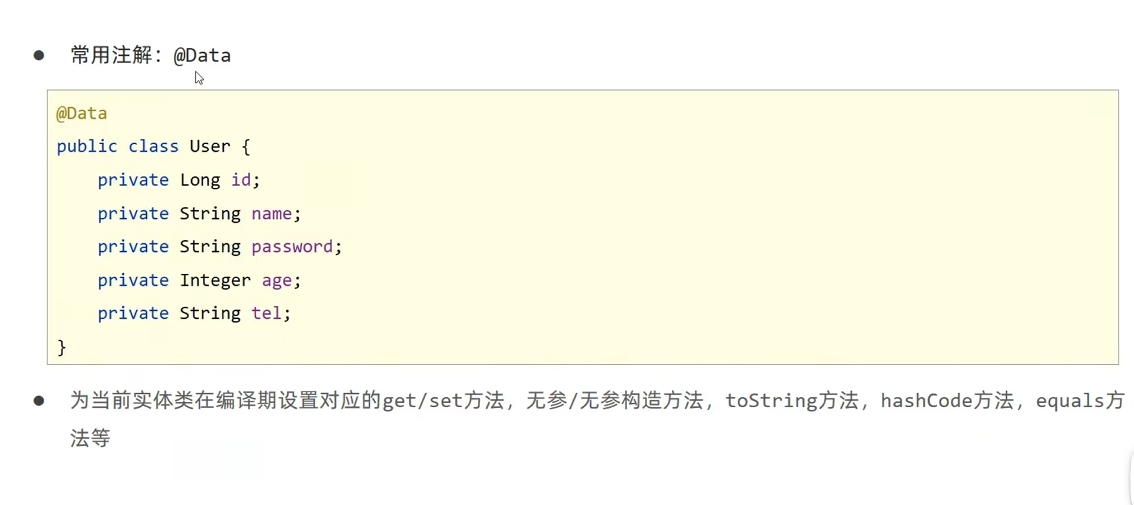 ● 常用注解：@Data
@Data
public class User {
    private Long id;
    private String name;
    private String password;
    private Integer age;
    private String tel;
}
● 为当前实体类在编译期设置对应的get/set方法，无参/无参构造方法，toString方法，hashCode方法，equals方
法等